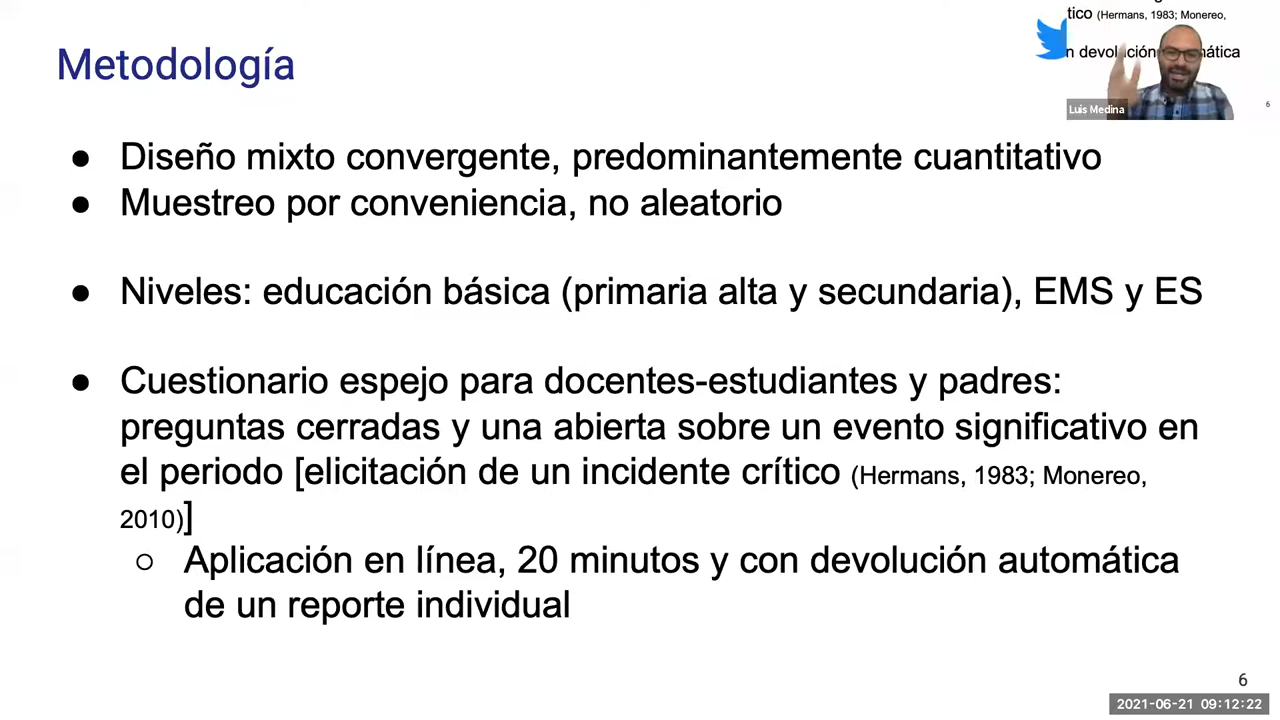 tico (Hermans, 1983; Monereo,
Metodología
n devolución mática
Luis Medina
6
● Diseño mixto convergente, predominantemente cuantitativo
● Muestreo por conveniencia, no aleatorio
● Niveles: educación básica (primaria alta y secundaria), EMS y ES
● Cuestionario espejo para docentes-estudiantes y padres:
preguntas cerradas y una abierta sobre un evento significativo en
el periodo [elicitación de un incidente crítico (Hermans, 1983; Monereo,
2010)]
○ Aplicación en línea, 20 minutos y con devolución automática
de un reporte individual
6
2021-06-21 09:12:22